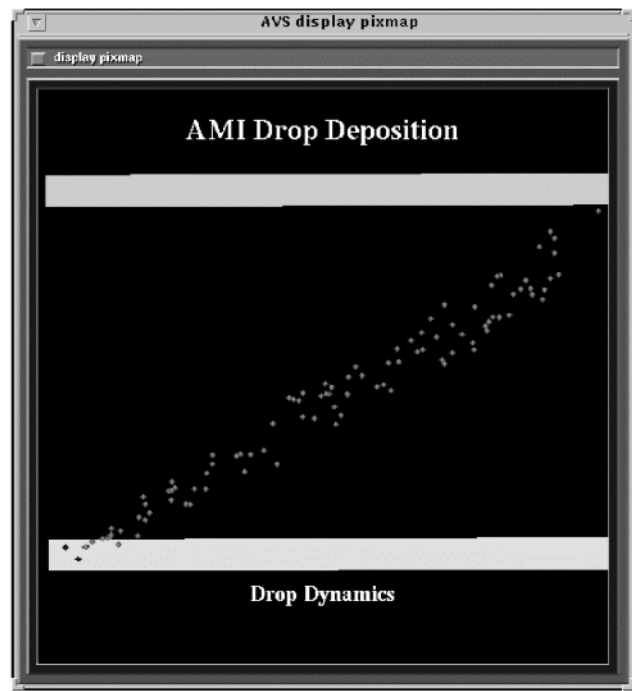 AVS display pixmap
display pixmap
AMI Drop Deposition
Drop Dynamics